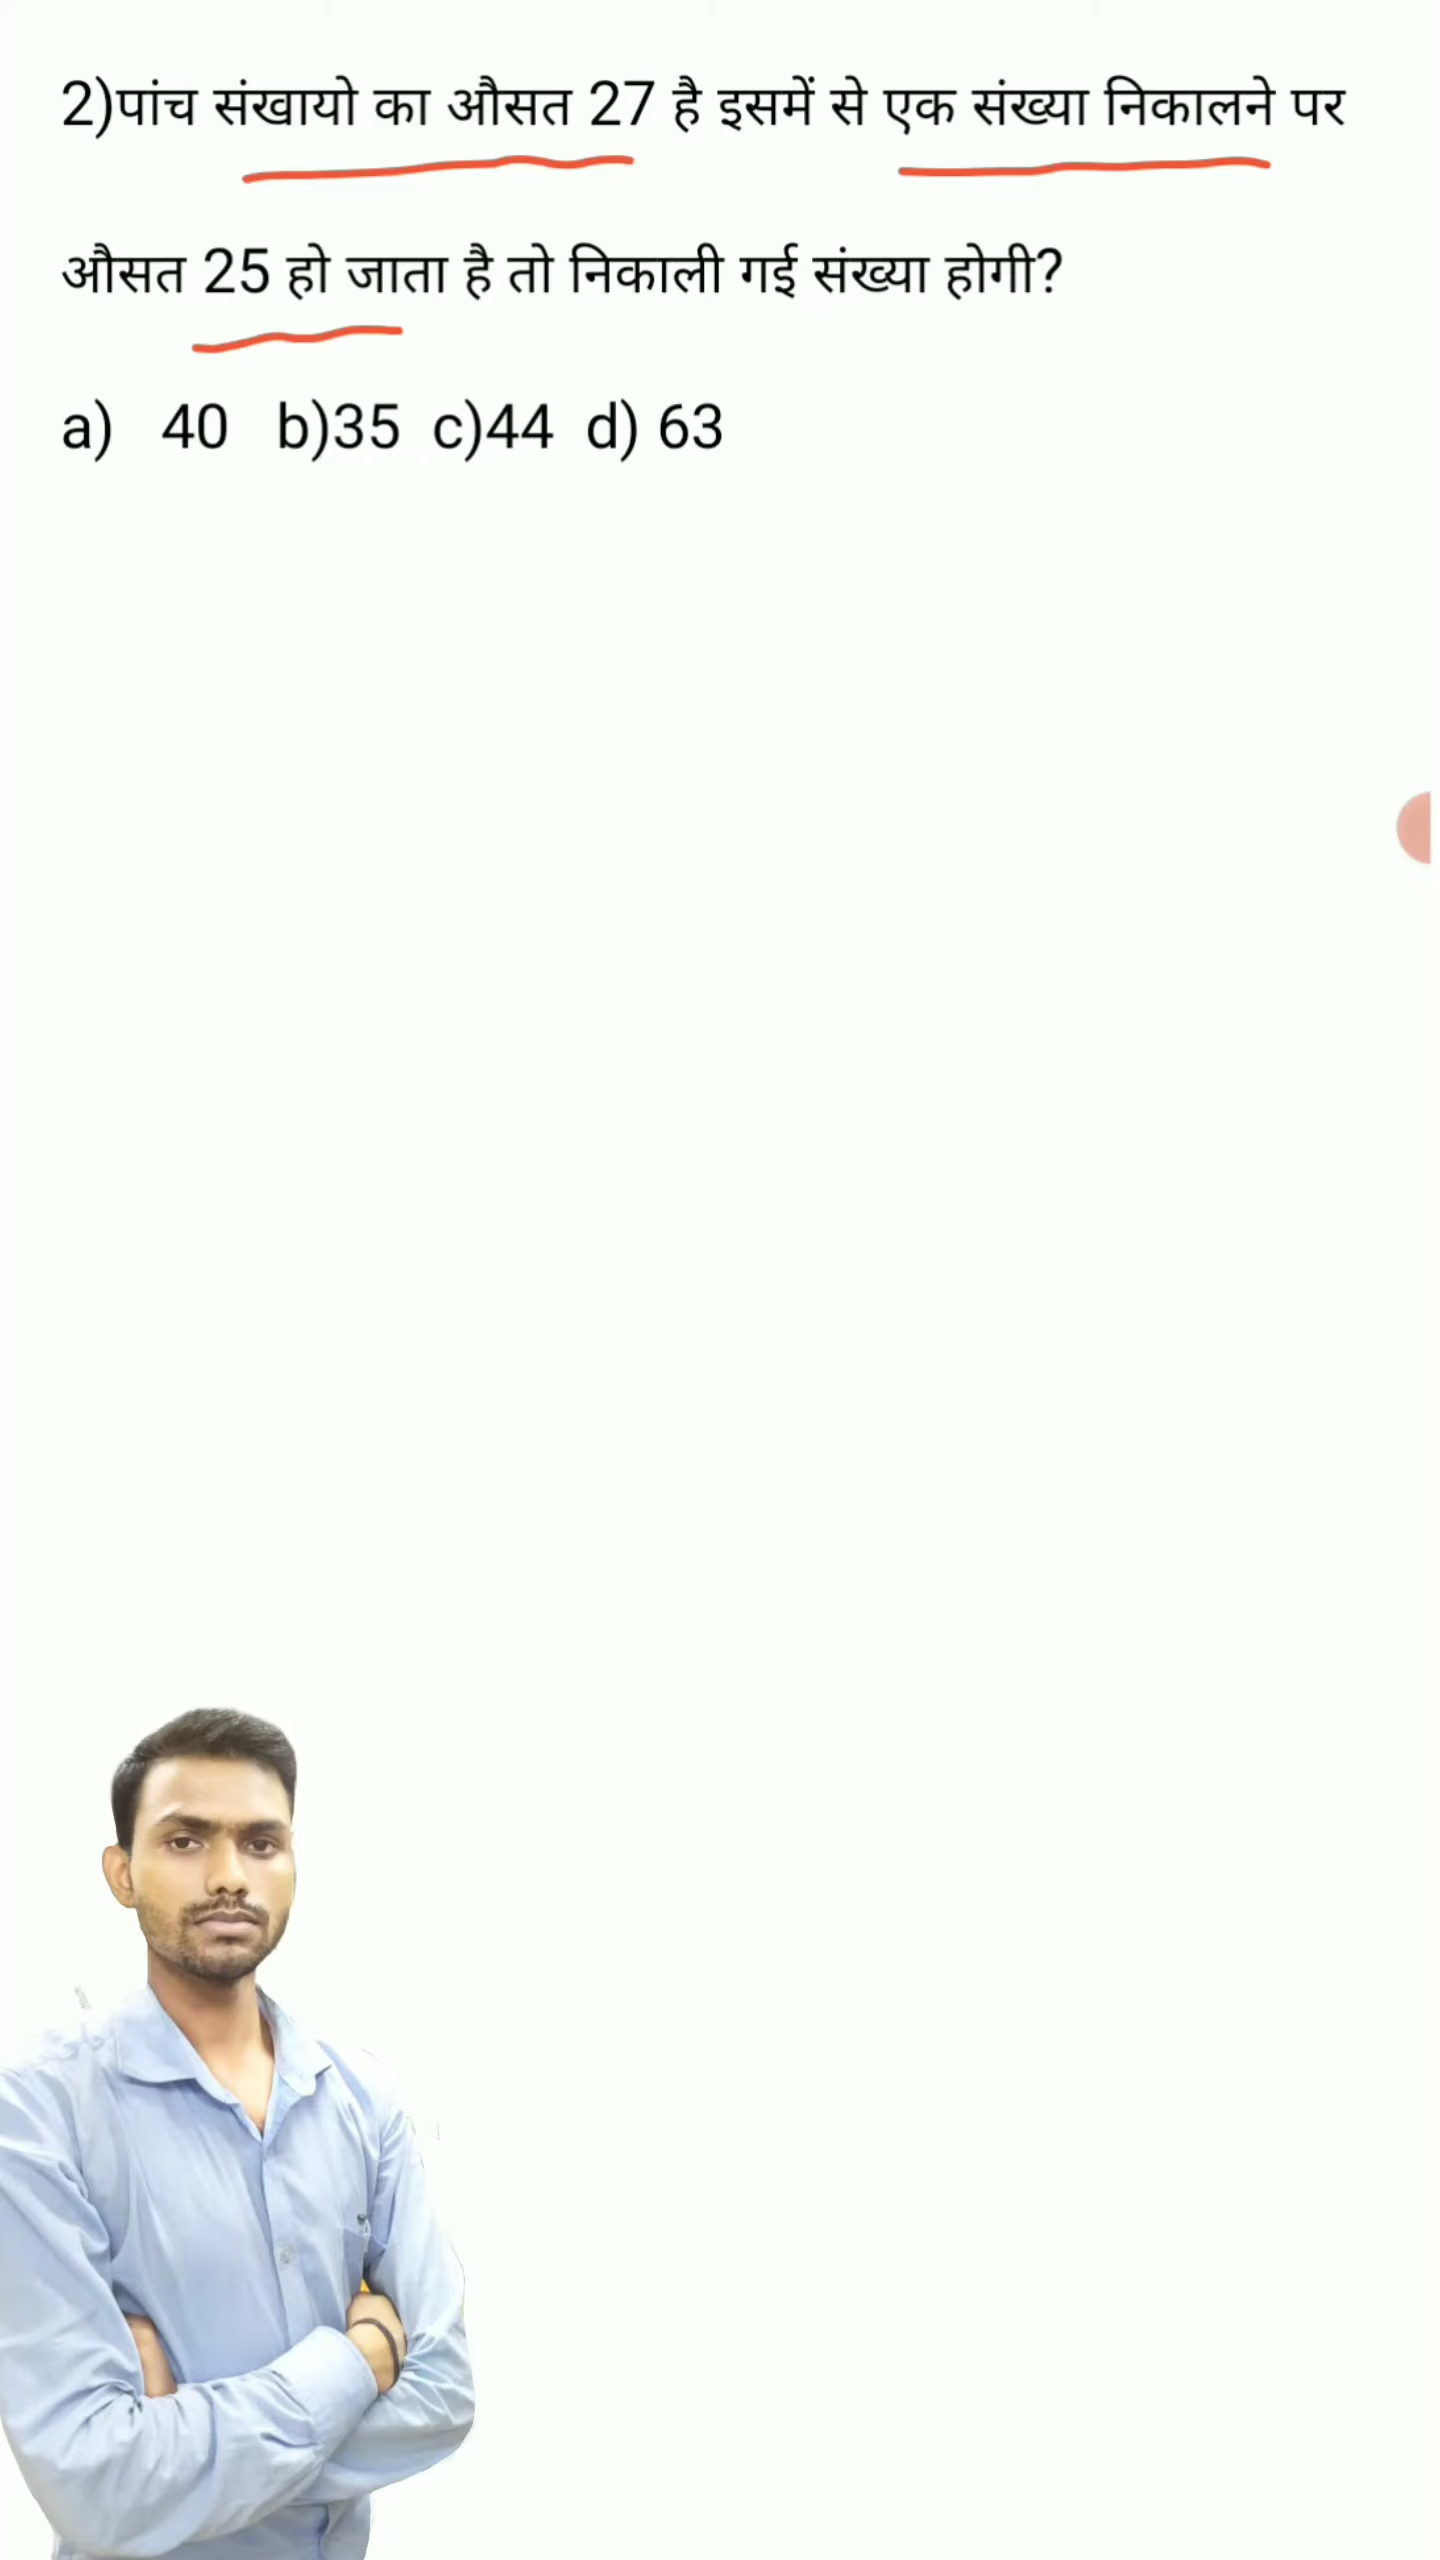 2)पांच संखायो का औसत 27 है इसमें से एक संख्या निकालने पर
औसत 25 हो जाता है तो निकाली गई संख्या होगी?
a) 40 b)35 c)44 d) 63